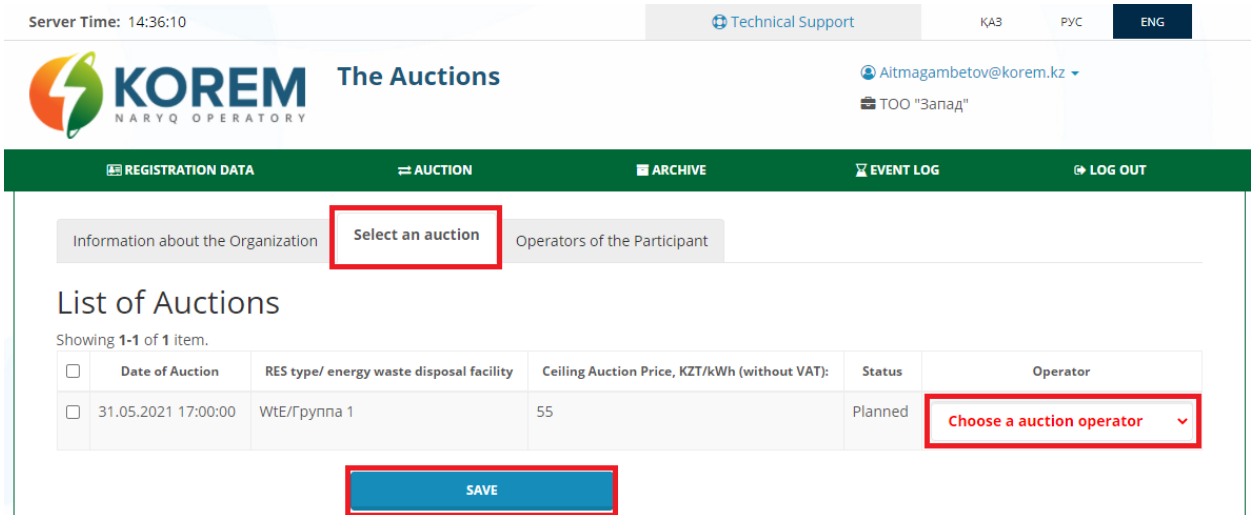 Server Time: 14:36:10 Technical Support ҚАЗ РУС ENG
KOREM
NARYQ OPERATORY
The Auctions
Aitmagambetov@korem.kz
ТОО "Запад"
REGISTRATION DATA AUCTION ARCHIVE EVENT LOG LOG OUT
Information about the Organization Select an auction Operators of the Participant
List of Auctions
Showing 1-1 of 1 item.
Date of Auction RES type/ energy waste disposal facility Ceiling Auction Price, KZT/kWh (without VAT): Status Operator
31.05.2021 17:00:00 WtE/Группа 1 55 Planned Choose a auction operator
SAVE